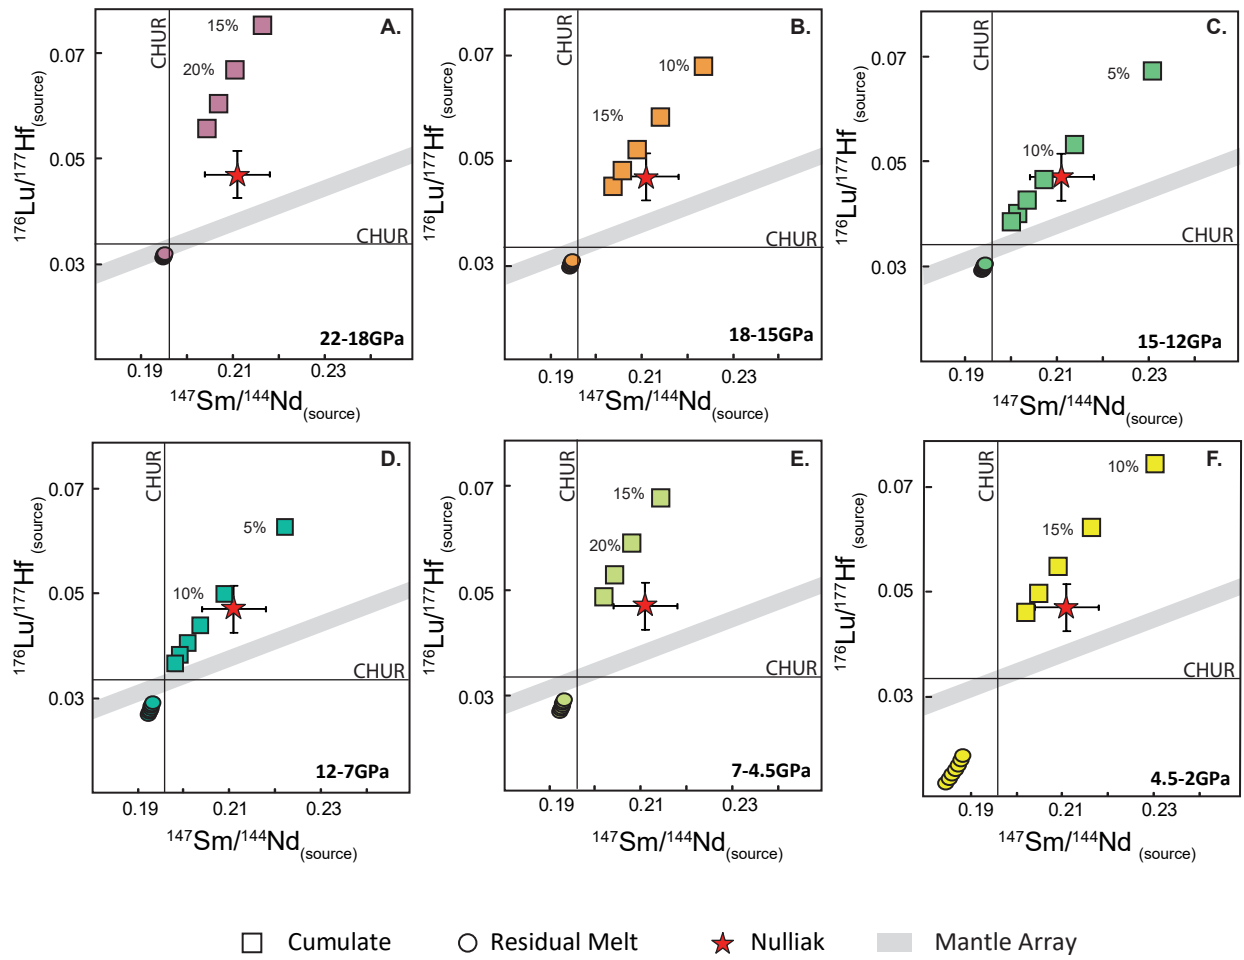 A.
CHUR
15%
20%
0.07
0.05
0.03
176Lu/177Hf(source)
CHUR
22-18GPa
0.19
0.21
0.23
147Sm/144Nd(source)
B.
CHUR
10%
15%
0.07
0.05
0.03
176Lu/177Hf(source)
CHUR
18-15GPa
0.19
0.21
0.23
147Sm/144Nd(source)
C.
CHUR
5%
10%
0.07
0.05
0.03
176Lu/177Hf(source)
CHUR
15-12GPa
0.19
0.21
0.23
147Sm/144Nd(source)
D.
CHUR
5%
10%
0.07
0.05
0.03
176Lu/177Hf (source)
CHUR
12-7GPa
0.19
0.21
0.23
147Sm/144Nd(source)
E.
CHUR
15%
20%
0.07
0.05
0.03
176Lu/177Hf (source)
CHUR
7-4.5GPa
0.19
0.21
0.23
147Sm/144Nd(source)
F.
CHUR
10%
15%
0.07
0.05
0.03
176Lu/177Hf (source)
CHUR
4.5-2GPa
0.19
0.21
0.23
147Sm/144Nd (source)
Cumulate
Residual Melt
Nulliak
Mantle Array